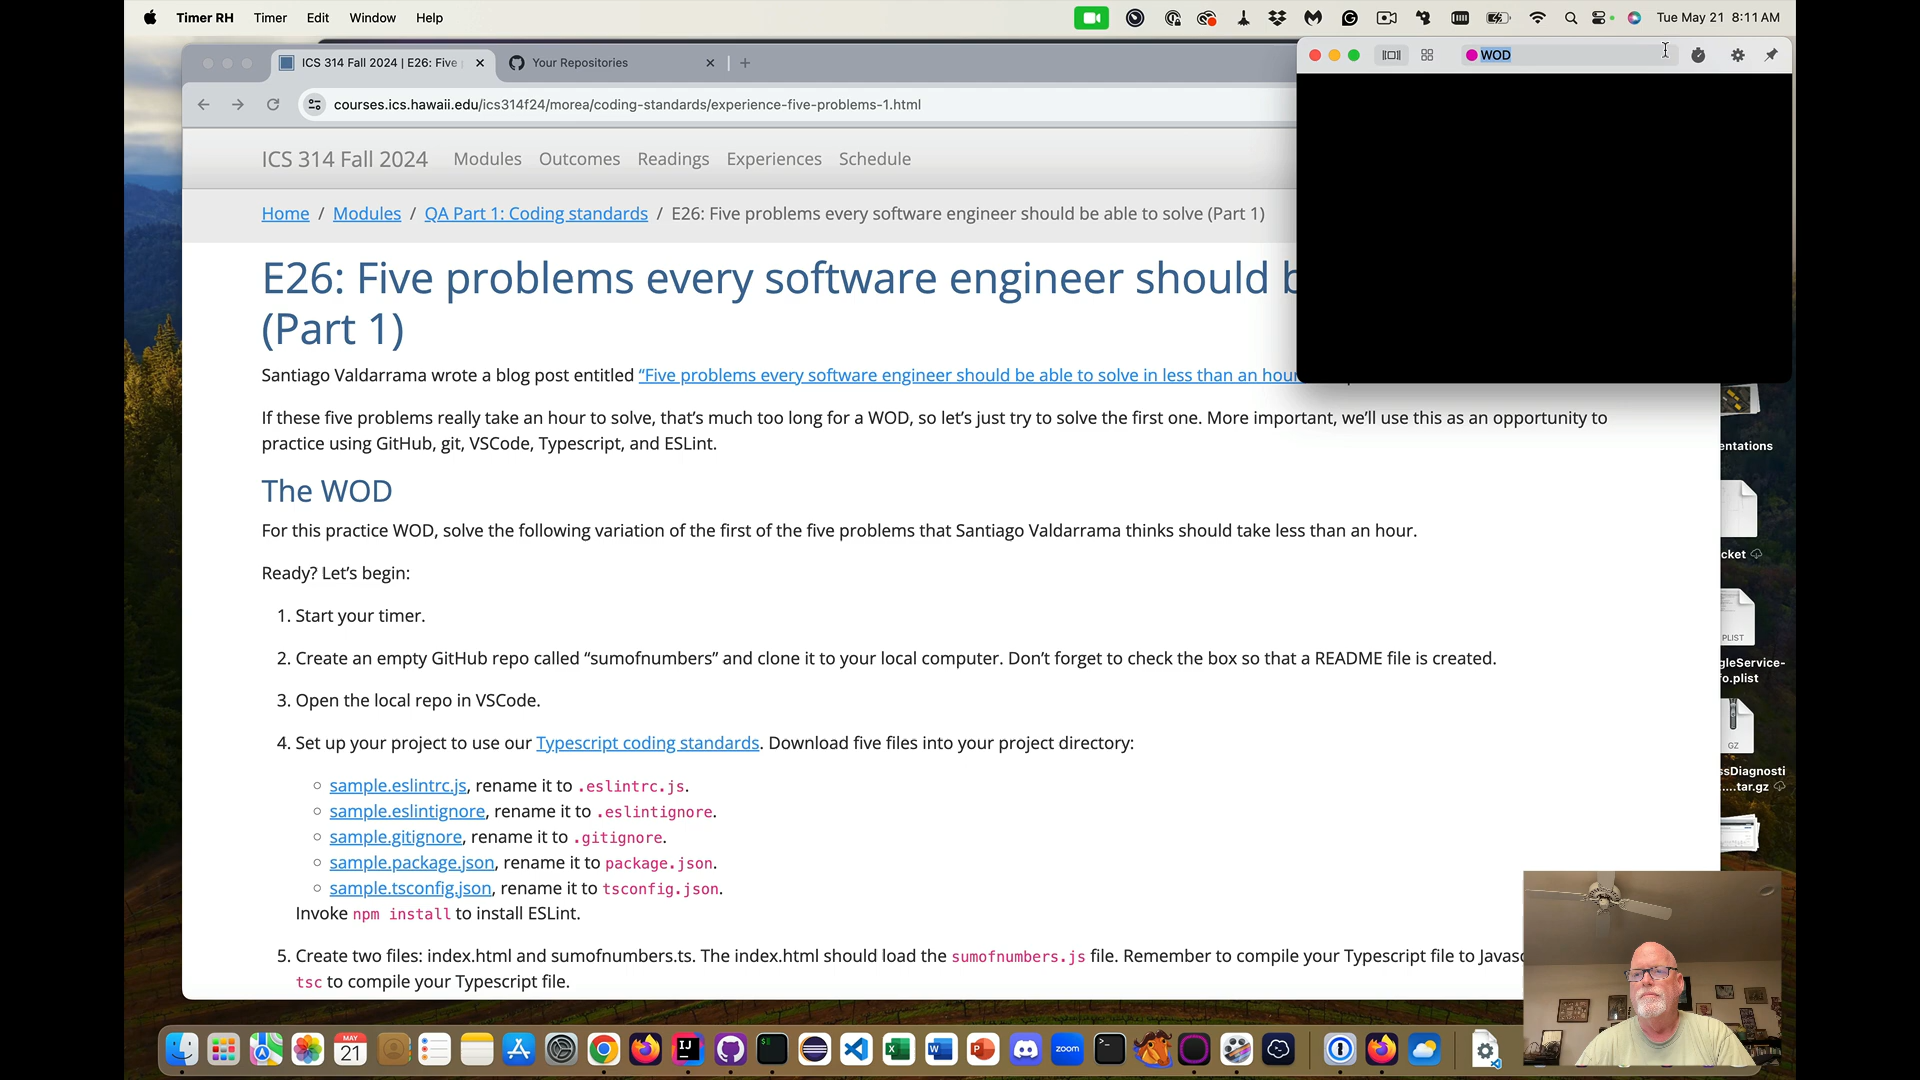 Timer RH Timer Edit Window Help
Tue May 21 8:11 AM
ICS 314 Fall 2024 | E26: Five
Your Repositories
WOD
courses.ics.hawaii.edu/ics314f24/morea/coding-standards/experience-five-problems-1.html
ICS 314 Fall 2024 Modules Outcomes Readings Experiences Schedule
Home / Modules / QA Part 1: Coding standards / E26: Five problems every software engineer should be able to solve (Part 1)
E26: Five problems every software engineer should
(Part 1)
Santiago Valdarrama wrote a blog post entitled “Five problems every software engineer should be able to solve in less than an hour
If these five problems really take an hour to solve, that’s much too long for a WOD, so let’s just try to solve the first one. More important, we’ll use this as an opportunity to
practice using GitHub, git, VSCode, Typescript, and ESLint.
The WOD
For this practice WOD, solve the following variation of the first of the five problems that Santiago Valdarrama thinks should take less than an hour.
Ready? Let’s begin:
1. Start your timer.
2. Create an empty GitHub repo called “sumofnumbers” and clone it to your local computer. Don’t forget to check the box so that a README file is created.
3. Open the local repo in VSCode.
4. Set up your project to use our Typescript coding standards. Download five files into your project directory:
sample.eslintrc.js, rename it to .eslintrc.js.
sample.eslintignore, rename it to .eslintignore.
sample.gitignore, rename it to .gitignore.
sample.package.json, rename it to package.json.
sample.tsconfig.json, rename it to tsconfig.json.
Invoke npm install to install ESLint.
5. Create two files: index.html and sumofnumbers.ts. The index.html should load the sumofnumbers.js file. Remember to compile your Typescript file to Javasc
tsc to compile your Typescript file.
entations
cket
PLIST
gleService-
fo.plist
GZ
ssDiagnosti
....tar.gz
MAY
21
zoom